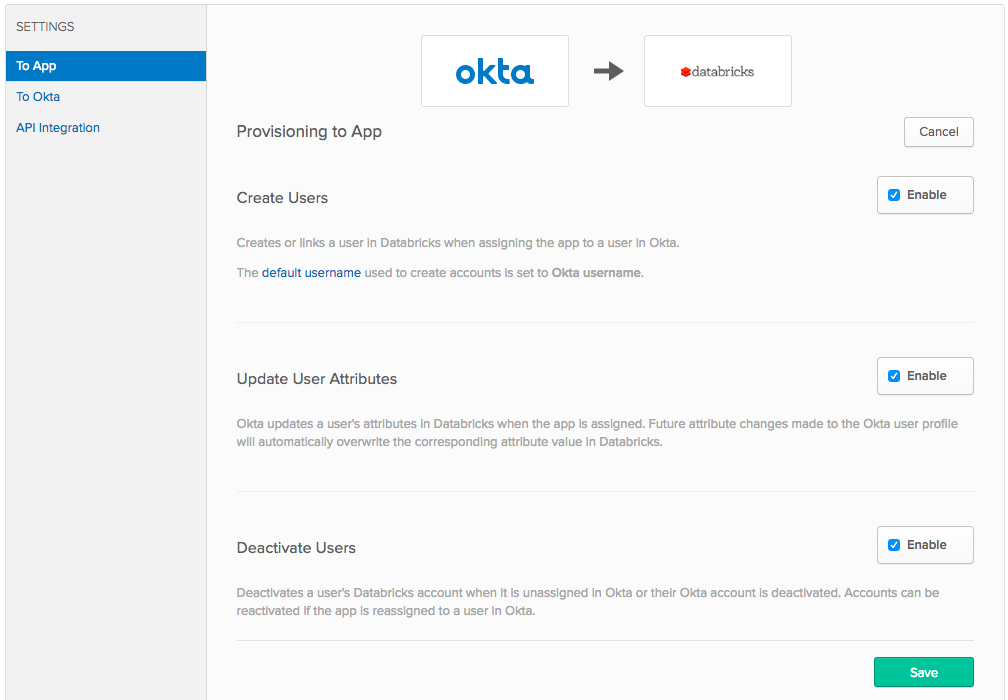 SETTINGS
To App
To Okta
API Integration
okta
databricks
Provisioning to App
Cancel
Create Users
Enable
Creates or links a user in Databricks when assigning the app to a user in Okta.
The default username used to create accounts is set to Okta username.
Update User Attributes
Enable
Okta updates a user's attributes in Databricks when the app is assigned. Future attribute changes made to the Okta user profile
will automatically overwrite the corresponding attribute value in Databricks.
Deactivate Users
Enable
Deactivates a user's Databricks account when it is unassigned in Okta or their Okta account is deactivated. Accounts can be
reactivated if the app is reassigned to a user in Okta.
Save